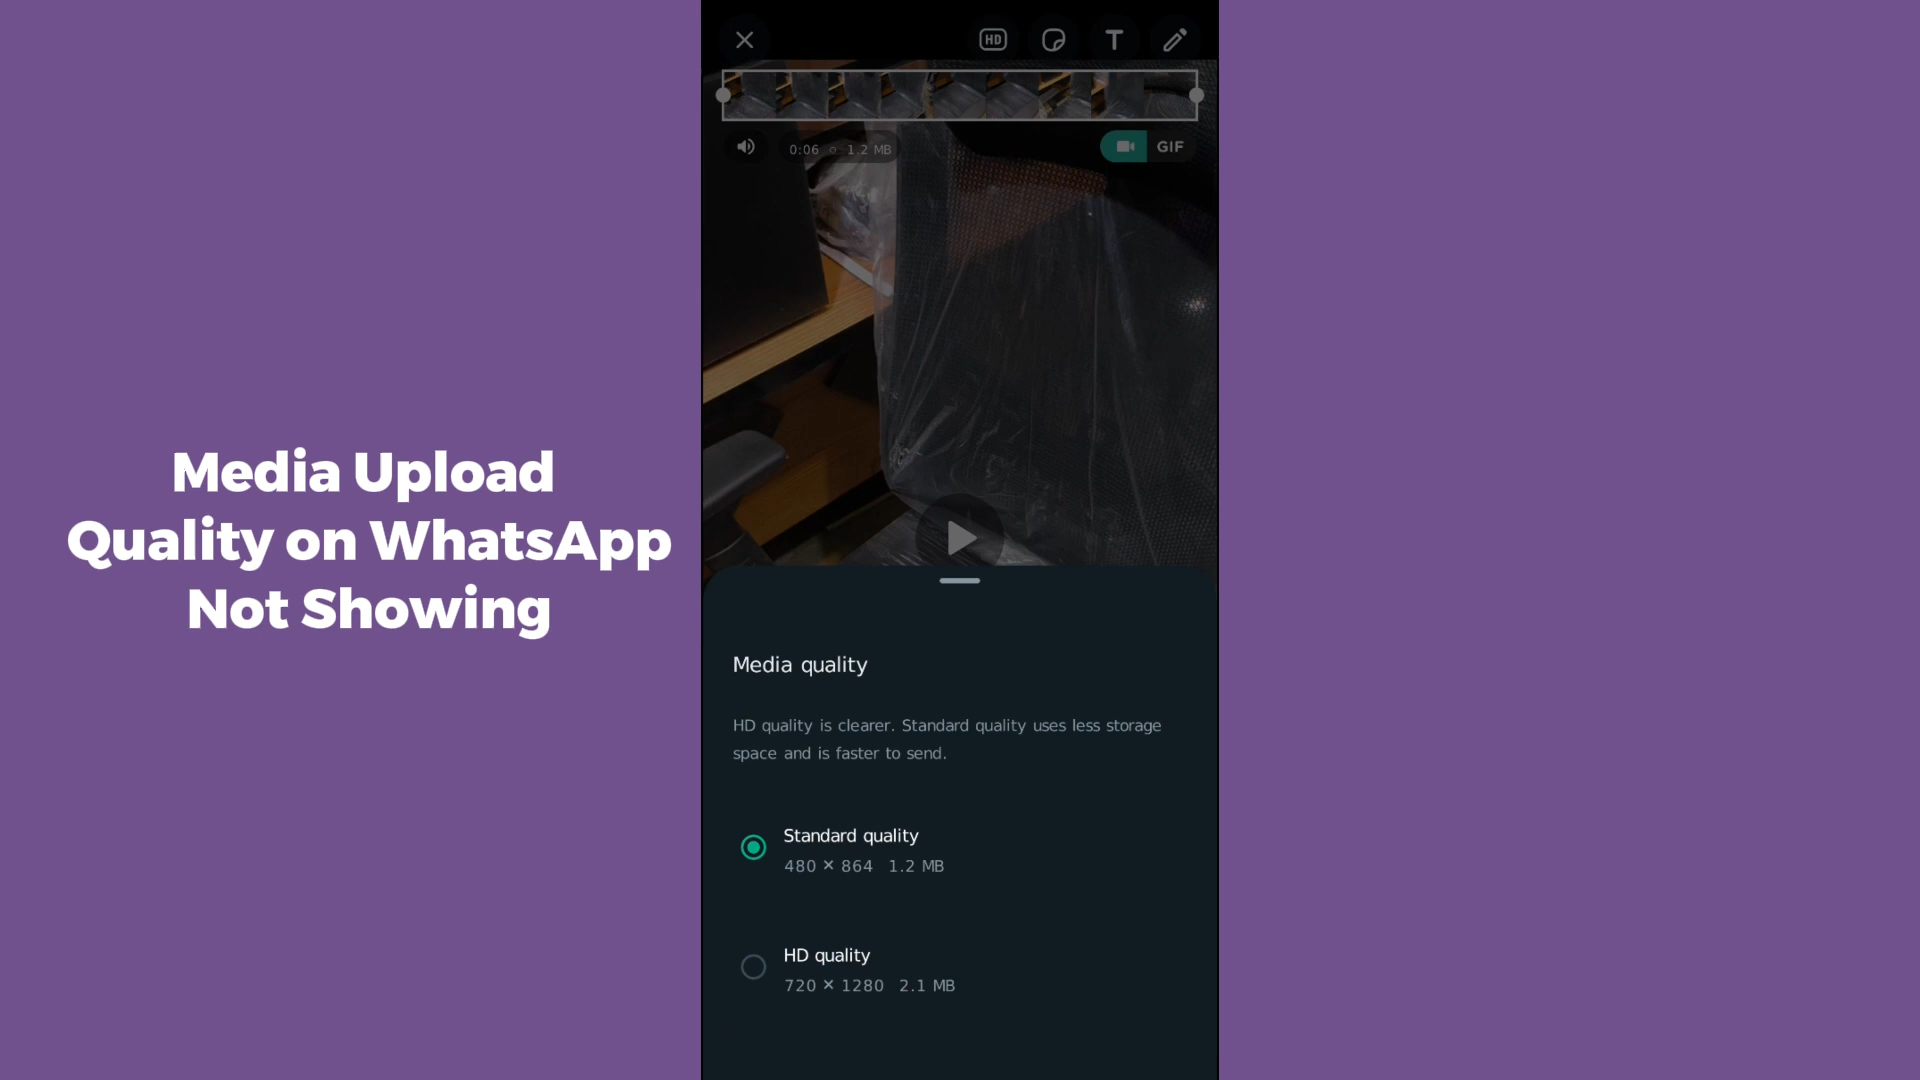 Media Upload
Quality on WhatsApp
Not Showing
HD
T
0:06 ○ 1.2 MB
GIF
Media quality
HD quality is clearer. Standard quality uses less storage
space and is faster to send.
Standard quality
480 × 864 1.2 MB
HD quality
720 × 1280 2.1 MB